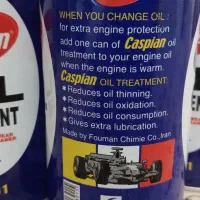 WHEN YOU CHANGE OIL :
for extra engine protection
add one can of Caspian oil
treatment to your engine oil
when the engine is warm.
Caspian OIL TREATMENT:
*Reduces oil thinning.
*Reduces oil oxidation.
*Reduces oil consumption.
*Gives extra lubrication.
Made by Fouman Chimie Co.,Iran